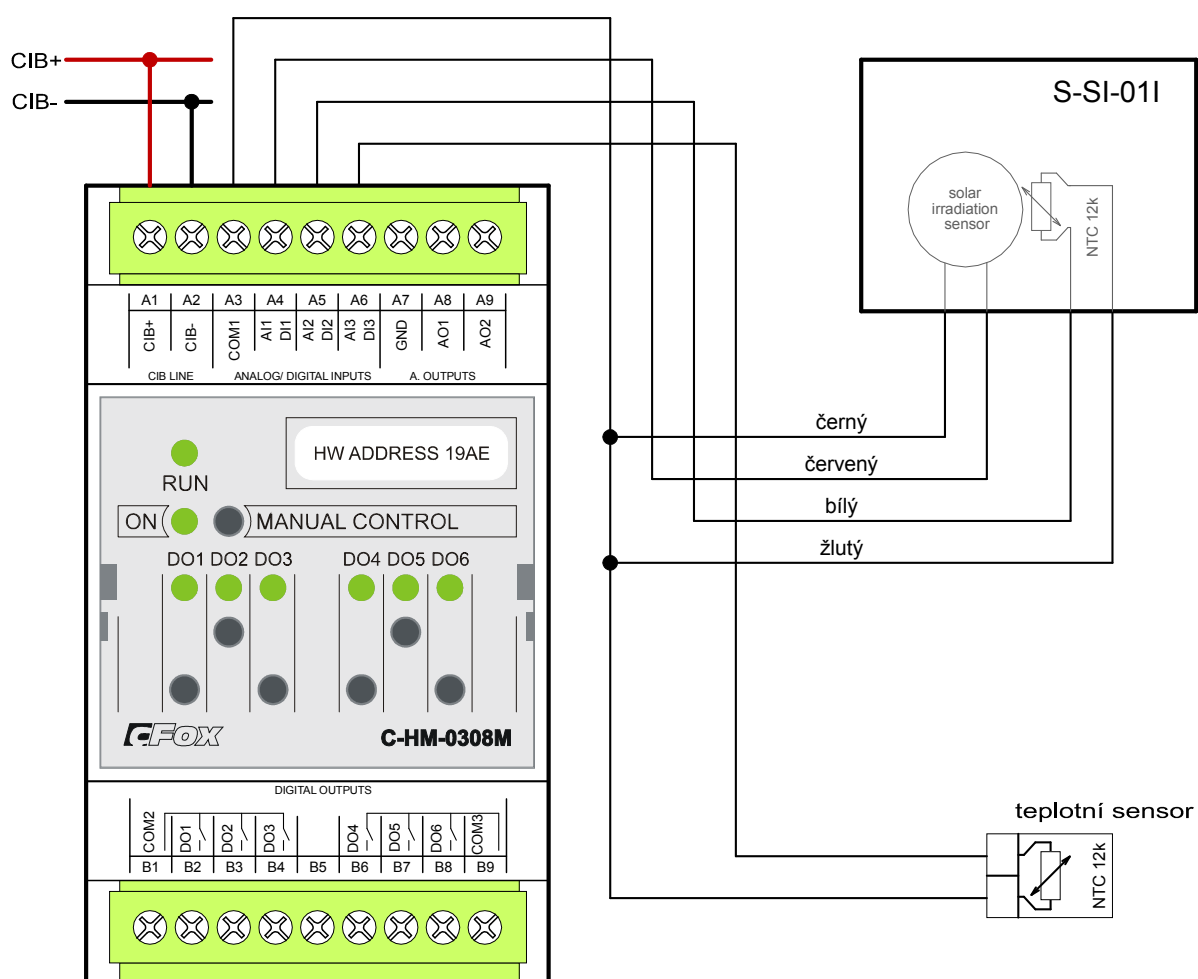 CIB+
CIB-
S-SI-01I
solar
irradiation
sensor
NTC 12k
A1 A2 A3 A4 A5 A6 A7 A8 A9
CIB+ CIB- COM1 AI1 DI1 AI2 DI2 AI3 DI3 GND AO1 AO2
CIB LINE ANALOG/ DIGITAL INPUTS A. OUTPUTS
HW ADDRESS 19AE
RUN
ON MANUAL CONTROL
DO1 DO2 DO3 DO4 DO5 DO6
černý
červený
bílý
žlutý
CFOX C-HM-0308M
DIGITAL OUTPUTS
COM2 DO1 DO2 DO3 DO4 DO5 DO6 COM3
B1 B2 B3 B4 B5 B6 B7 B8 B9
teplotní sensor
NTC 12k